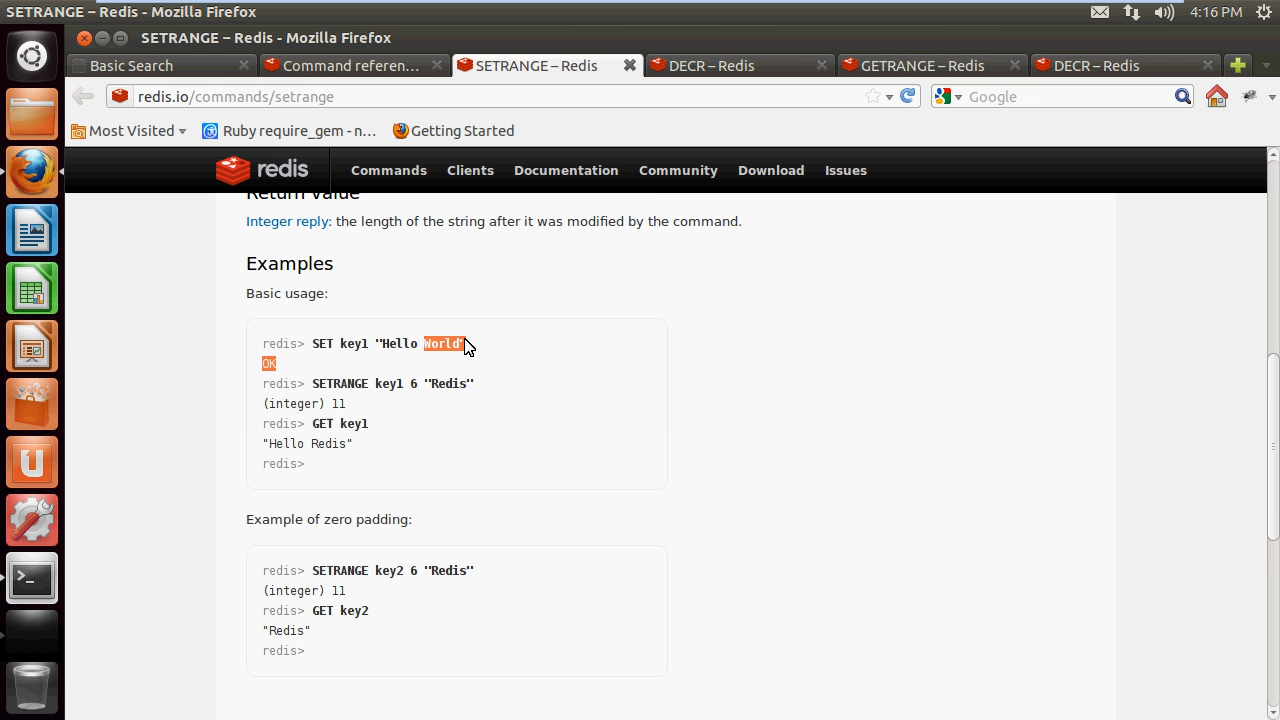 SETRANGE – Redis - Mozilla Firefox
4:16 PM
SETRANGE – Redis - Mozilla Firefox
Basic Search
Command referen...
SETRANGE – Redis
DECR – Redis
GETRANGE – Redis
DECR – Redis
redis.io/commands/setrange
Google
Most Visited
Ruby require_gem - n...
Getting Started
redis
Commands
Clients
Documentation
Community
Download
Issues
Return value
Integer reply: the length of the string after it was modified by the command.
Examples
Basic usage:
redis> SET key1 "Hello World"
OK
redis> SETRANGE key1 6 "Redis"
(integer) 11
redis> GET key1
"Hello Redis"
redis>
Example of zero padding:
redis> SETRANGE key2 6 "Redis"
(integer) 11
redis> GET key2
"Redis"
redis>